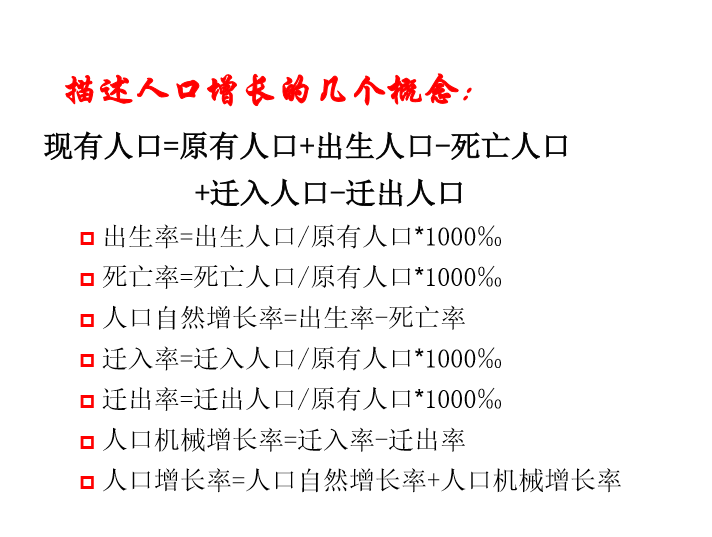 描述人口增长的几个概念:
现有人口=原有人口+出生人口-死亡人口
+迁入人口-迁出人口
出生率=出生人口/原有人口*1000‰
死亡率=死亡人口/原有人口*1000‰
人口自然增长率=出生率-死亡率
迁入率=迁入人口/原有人口*1000‰
迁出率=迁出人口/原有人口*1000‰
人口机械增长率=迁入率-迁出率
人口增长率=人口自然增长率+人口机械增长率